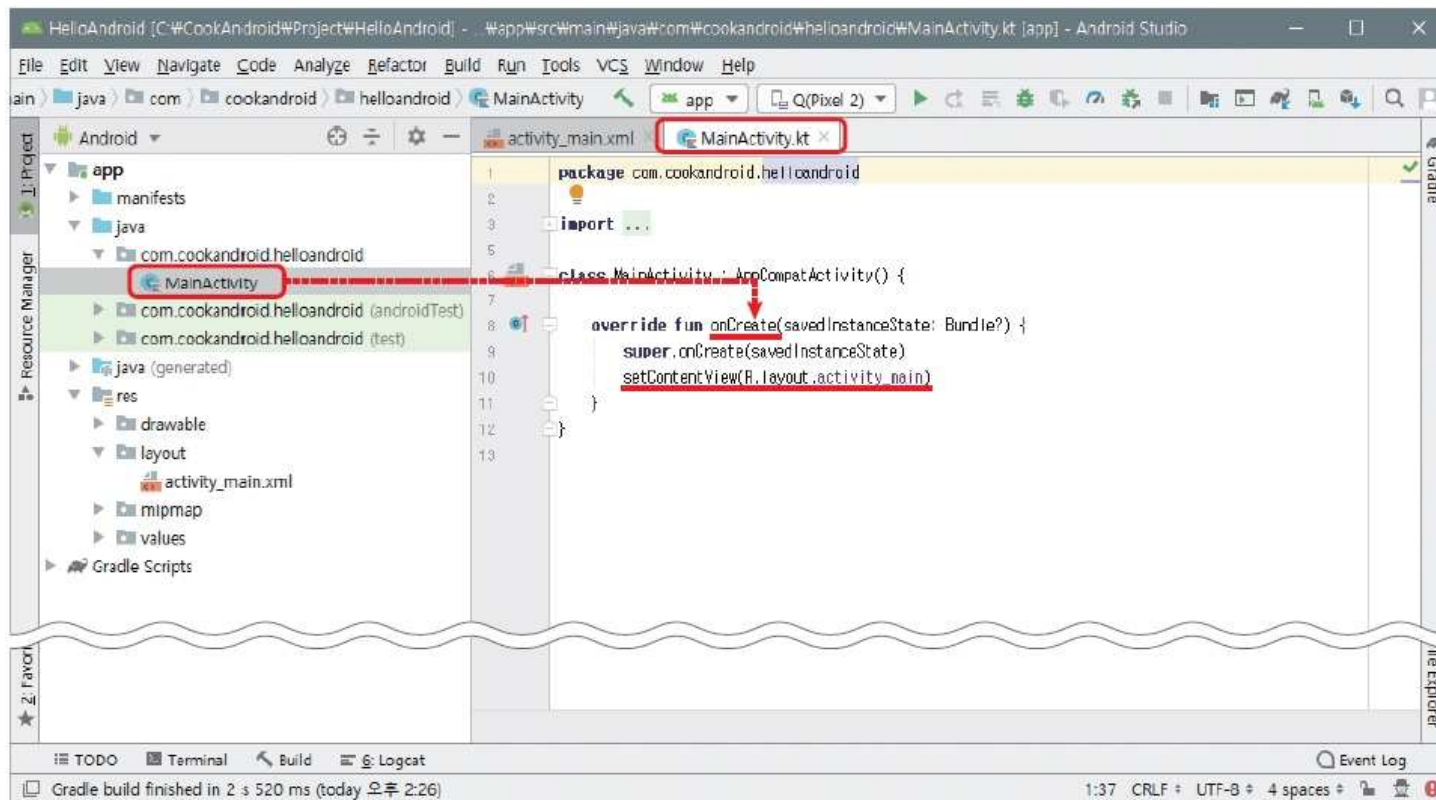 HelloAndroid [C:₩CookAndroid₩Project₩HelloAndroid] - ...₩app₩src₩main₩java₩com₩cookandroid₩helloandroid₩MainActivity.kt [app] - Android Studio
File Edit View Navigate Code Analyze Refactor Build Run Tools VCS Window Help
ain java com cookandroid helloandroid MainActivity app Q(Pixel 2)
1: Project
Android
activity_main.xml
MainActivity.kt
Gradle
app
manifests
java
com.cookandroid.helloandroid
MainActivity
com.cookandroid.helloandroid (androidTest)
com.cookandroid.helloandroid (test)
java (generated)
res
drawable
layout
activity_main.xml
mipmap
values
Gradle Scripts
Resource Manager
1 package com.cookandroid.helloandroid
2
3 import ...
5
6 class MainActivity : AppCompatActivity() {
7
8 override fun onCreate(savedInstanceState: Bundle?) {
9 super.onCreate(savedInstanceState)
10 setContentView(R.layout.activity_main)
11 }
12 }
13
2: Favori
ile Explorer
TODO Terminal Build 6: Logcat Event Log
Gradle build finished in 2 s 520 ms (today 오후 2:26) 1:37 CRLF UTF-8 4 spaces